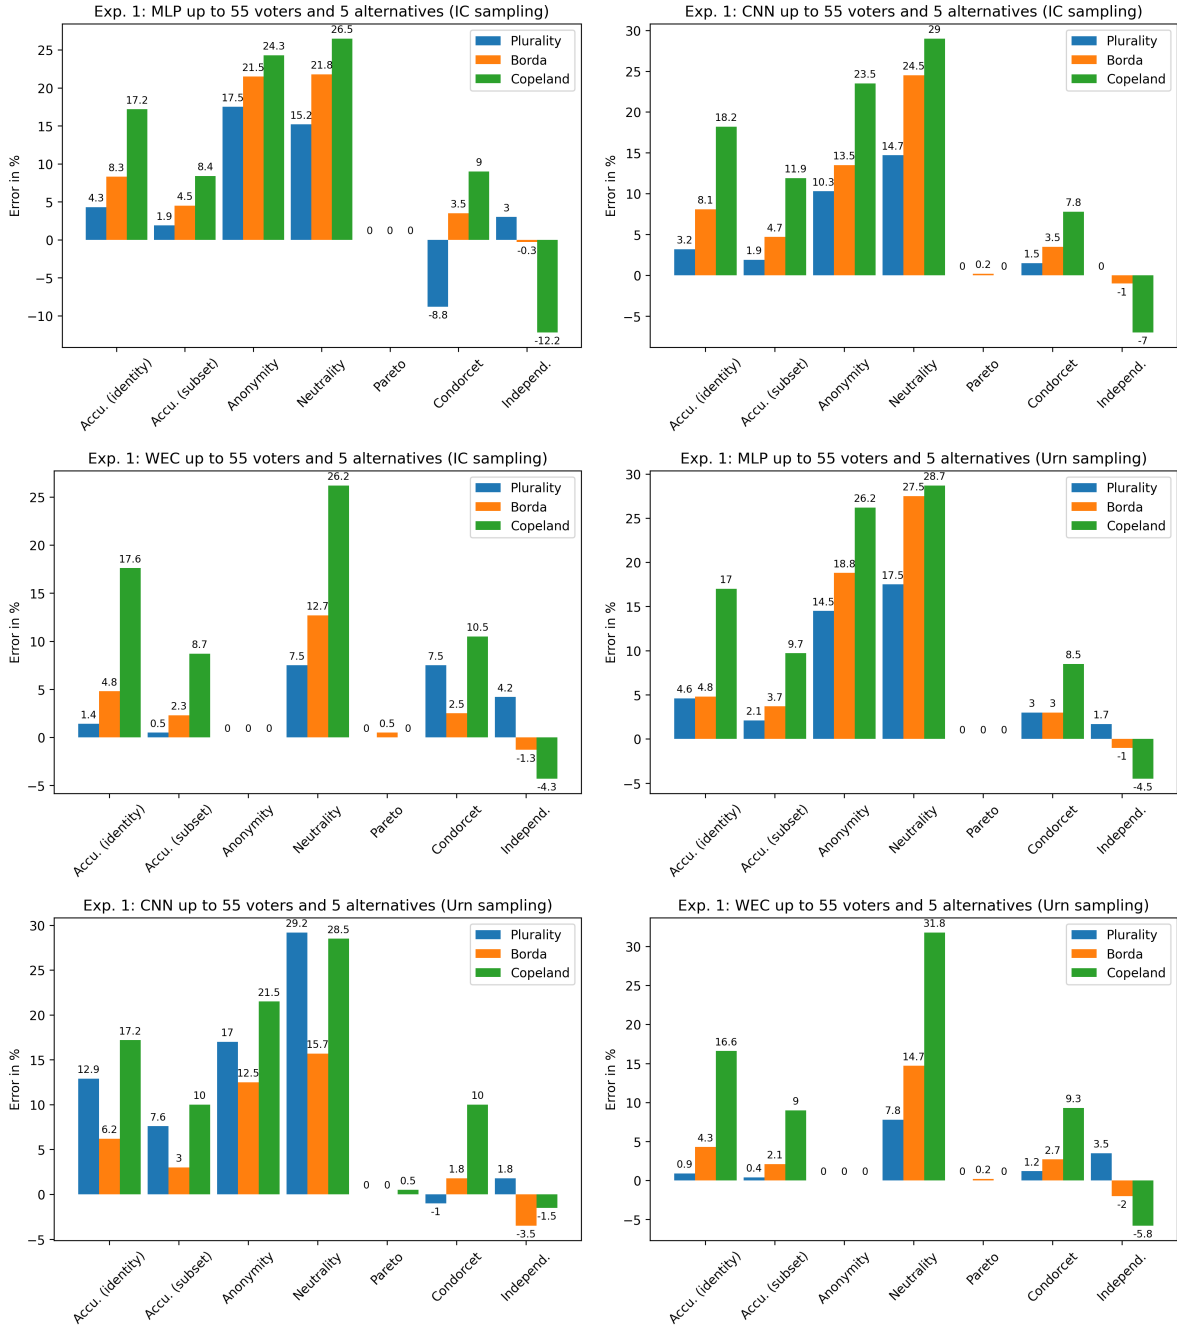 Exp. 1: MLP up to 55 voters and 5 alternatives (IC sampling)
Error in %
25
20
15
10
5
0
−5
−10
Plurality
Borda
Copeland
4.3
8.3
17.2
1.9
4.5
8.4
17.5
21.5
24.3
15.2
21.8
26.5
0
0
0
-8.8
3.5
9
3
-0.3
-12.2
Accu. (identity)
Accu. (subset)
Anonymity
Neutrality
Pareto
Condorcet
Independ.
Exp. 1: CNN up to 55 voters and 5 alternatives (IC sampling)
Error in %
30
25
20
15
10
5
0
−5
Plurality
Borda
Copeland
3.2
8.1
18.2
1.9
4.7
11.9
10.3
13.5
23.5
14.7
24.5
29
0
0.2
0
1.5
3.5
7.8
0
-1
-7
Accu. (identity)
Accu. (subset)
Anonymity
Neutrality
Pareto
Condorcet
Independ.
Exp. 1: WEC up to 55 voters and 5 alternatives (IC sampling)
Error in %
25
20
15
10
5
0
−5
Plurality
Borda
Copeland
1.4
4.8
17.6
0.5
2.3
8.7
0
0
0
7.5
12.7
26.2
0
0.5
0
7.5
2.5
10.5
4.2
-1.3
-4.3
Accu. (identity)
Accu. (subset)
Anonymity
Neutrality
Pareto
Condorcet
Independ.
Exp. 1: MLP up to 55 voters and 5 alternatives (Urn sampling)
Error in %
30
25
20
15
10
5
0
−5
Plurality
Borda
Copeland
4.6
4.8
17
2.1
3.7
9.7
14.5
18.8
26.2
17.5
27.5
28.7
0
0
0
3
3
8.5
1.7
-1
-4.5
Accu. (identity)
Accu. (subset)
Anonymity
Neutrality
Pareto
Condorcet
Independ.
Exp. 1: CNN up to 55 voters and 5 alternatives (Urn sampling)
Error in %
30
25
20
15
10
5
0
−5
Plurality
Borda
Copeland
12.9
6.2
17.2
7.6
3
10
17
12.5
21.5
29.2
15.7
28.5
0
0
0.5
-1
1.8
10
1.8
-3.5
-1.5
Accu. (identity)
Accu. (subset)
Anonymity
Neutrality
Pareto
Condorcet
Independ.
Exp. 1: WEC up to 55 voters and 5 alternatives (Urn sampling)
Error in %
30
25
20
15
10
5
0
−5
Plurality
Borda
Copeland
0.9
4.3
16.6
0.4
2.1
9
0
0
0
7.8
14.7
31.8
0
0.2
0
1.2
2.7
9.3
3.5
-2
-5.8
Accu. (identity)
Accu. (subset)
Anonymity
Neutrality
Pareto
Condorcet
Independ.